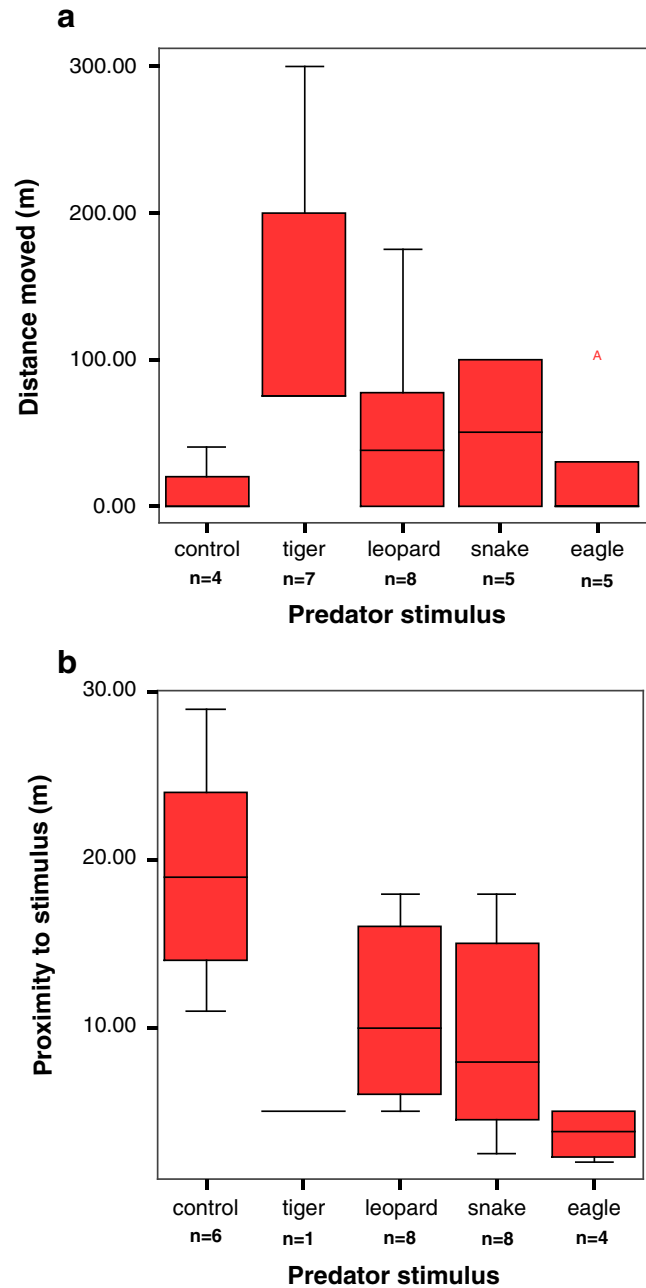 a
Distance moved (m)
300.00
200.00
100.00
0.00
A
control tiger leopard snake eagle
n=4 n=7 n=8 n=5 n=5
Predator stimulus
b
Proximity to stimulus (m)
30.00
20.00
10.00
control tiger leopard snake eagle
n=6 n=1 n=8 n=8 n=4
Predator stimulus